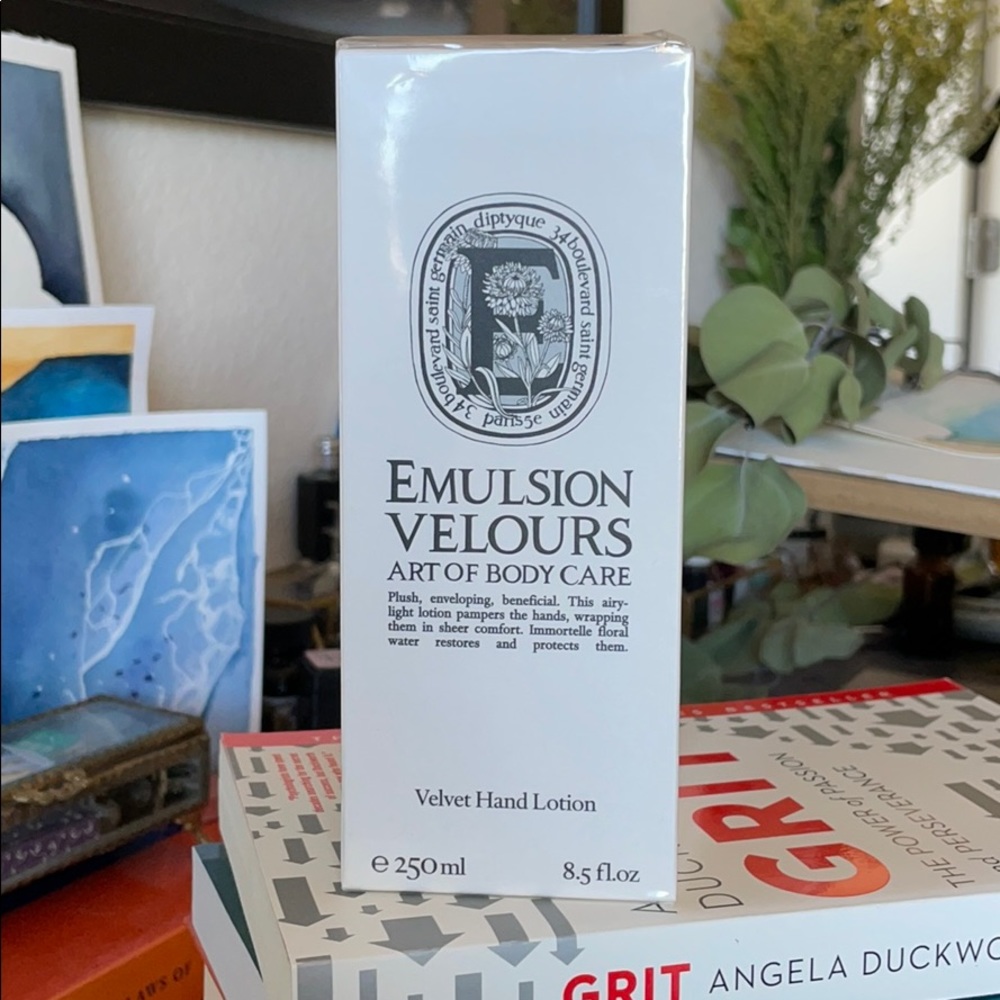 diptyque 34 boulevard saint germain paris 5e 34 boulevard saint germain
EMULSION
VELOURS
ART OF BODY CARE
Plush, enveloping, beneficial. This airy-
light lotion pampers the hands, wrapping
them in sheer comfort. Immortelle floral
water restores and protects them.
Velvet Hand Lotion
e 250 ml
8.5 fl.oz
BESTSELLER
GRIT
THE POWER of PASSION
and PERSEVERANCE
GRIT ANGELA DUCKWO
LAWS OF